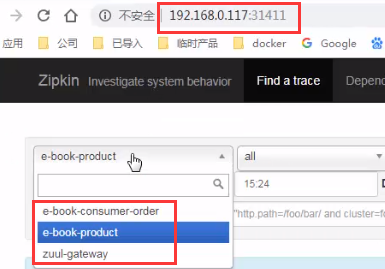 不安全 192.168.0.117:31411
应用 公司 已导入 临时产品 docker Google 百度
Zipkin Investigate system behavior Find a trace
e-book-product all
15:24
e-book-consumer-order
"http.path=/foo/bar/ and cluster=f
e-book-product
zuul-gateway